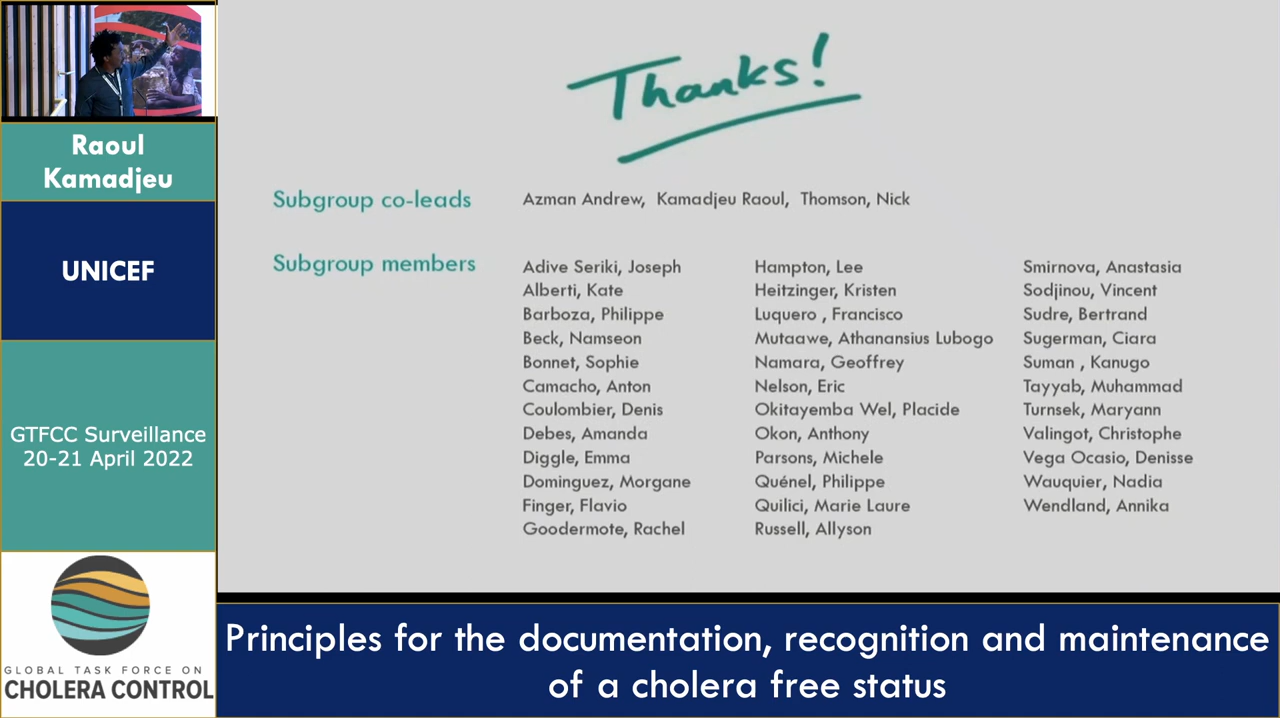 Raoul
Kamadjeu
UNICEF
GTFCC Surveillance
20-21 April 2022
GLOBAL TASK FORCE ON
CHOLERA CONTROL
Thanks!
Subgroup co-leads
Azman Andrew, Kamadjeu Raoul, Thomson, Nick
Subgroup members
Adive Seriki, Joseph
Alberti, Kate
Barboza, Philippe
Beck, Namseon
Bonnet, Sophie
Camacho, Anton
Coulombier, Denis
Debes, Amanda
Diggle, Emma
Dominguez, Morgane
Finger, Flavio
Goodermote, Rachel
Hampton, Lee
Heitzinger, Kristen
Luquero , Francisco
Mutaawe, Athanansius Lubogo
Namara, Geoffrey
Nelson, Eric
Okitayemba Wel, Placide
Okon, Anthony
Parsons, Michele
Quénel, Philippe
Quilici, Marie Laure
Russell, Allyson
Smirnova, Anastasia
Sodjinou, Vincent
Sudre, Bertrand
Sugerman, Ciara
Suman , Kanugo
Tayyab, Muhammad
Turnsek, Maryann
Valingot, Christophe
Vega Ocasio, Denisse
Wauquier, Nadia
Wendland, Annika
Principles for the documentation, recognition and maintenance
of a cholera free status